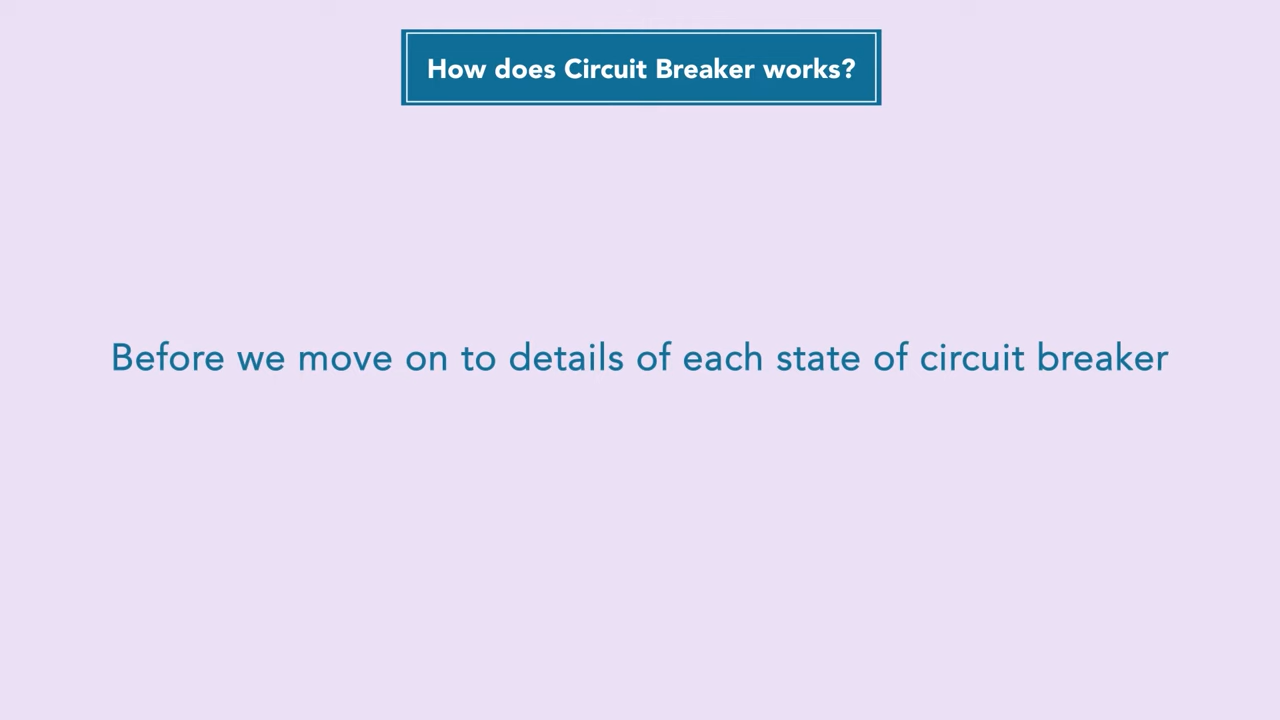 How does Circuit Breaker works?
Before we move on to details of each state of circuit breaker